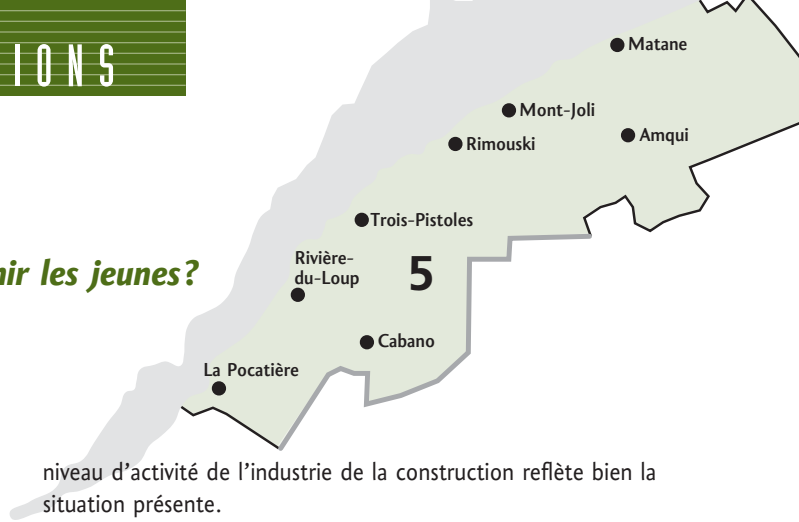 IONS
Matane
Mont-Joli
Amqui
Rimouski
Trois-Pistoles
nir les jeunes?
Rivière-
du-Loup
5
Cabano
La Pocatière
niveau d'activité de l'industrie de la construction reflète bien la
situation présente.